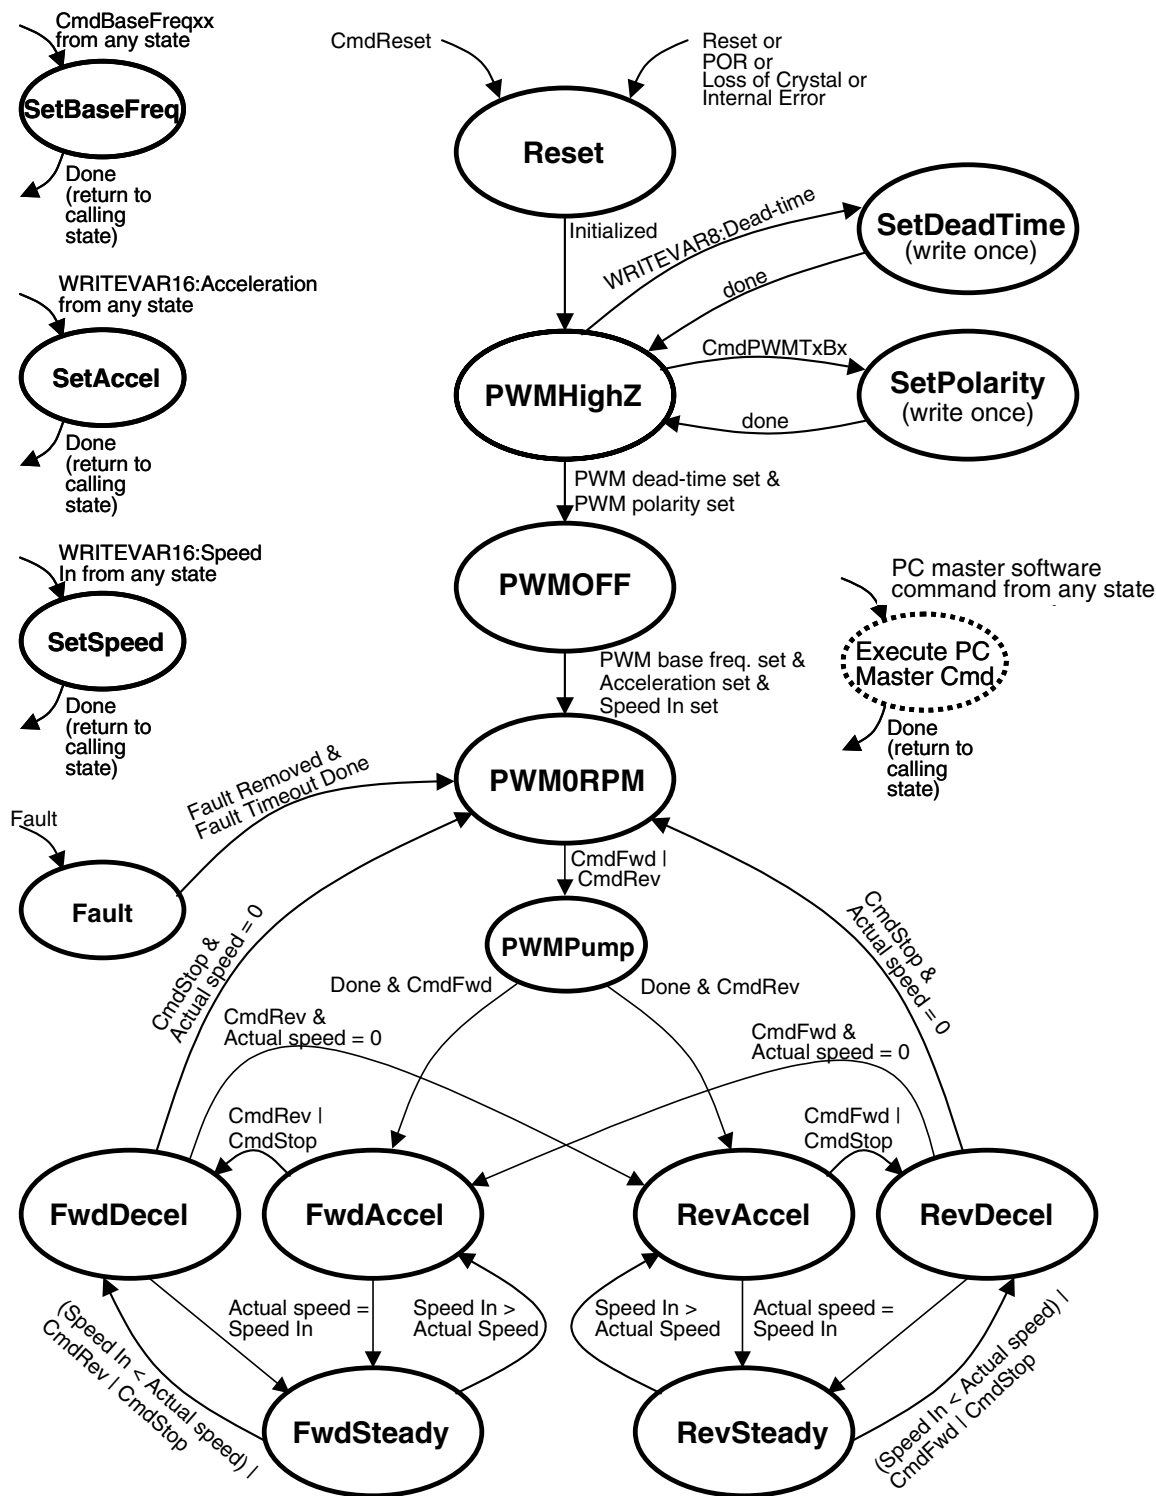 CmdBaseFreqxx
from any state
SetBaseFreq
Done
(return to
calling
state)
CmdReset
Reset or
POR or
Loss of Crystal or
Internal Error
Reset
Initialized
WRITEVAR8:Dead-time
SetDeadTime
(write once)
done
WRITEVAR16:Acceleration
from any state
SetAccel
Done
(return to
calling
state)
PWMHighZ
CmdPWMTxBx
SetPolarity
(write once)
done
PWM dead-time set &
PWM polarity set
WRITEVAR16:Speed
In from any state
SetSpeed
Done
(return to
calling
state)
PWMOFF
PC master software
command from any state
Execute PC
Master Cmd
Done
(return to
calling
state)
PWM base freq. set &
Acceleration set &
Speed In set
PWM0RPM
Fault Removed &
Fault Timeout Done
Fault
Fault
CmdFwd |
CmdRev
PWMPump
CmdStop &
Actual speed = 0
CmdStop &
Actual speed = 0
Done & CmdFwd
Done & CmdRev
CmdRev &
Actual speed = 0
CmdFwd &
Actual speed = 0
CmdRev |
CmdStop
CmdFwd |
CmdStop
FwdDecel
FwdAccel
RevAccel
RevDecel
(Speed In < Actual speed) |
CmdRev | CmdStop
Actual speed =
Speed In
Speed In >
Actual Speed
Speed In >
Actual Speed
Actual speed =
Speed In
(Speed In < Actual speed) |
CmdFwd | CmdStop
FwdSteady
RevSteady